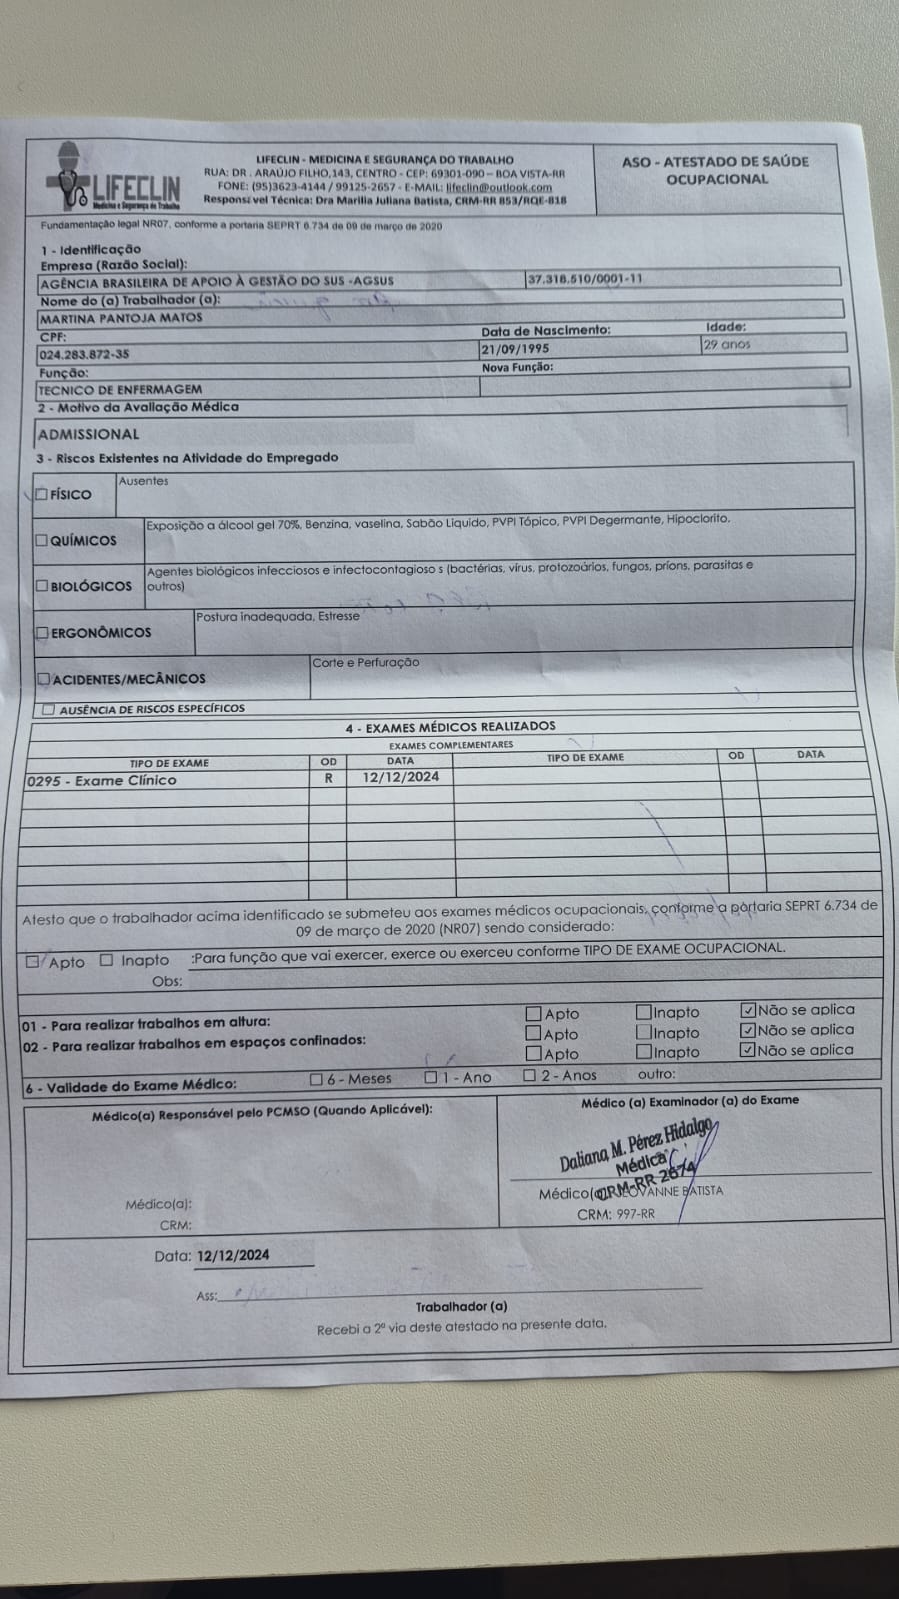 LIFECLIN
Medicina e Segurança do Trabalho
LIFECLIN - MEDICINA E SEGURANÇA DO TRABALHO
RUA: DR . ARAÚJO FILHO,143, CENTRO - CEP: 69301-090 – BOA VISTA-RR
FONE: (95)3623-4144 / 99125-2657 - E-MAIL: lifeclin@outlook.com
Responsável Técnica: Dra Marilia Juliana Batista, CRM-RR 853/RQE-818
ASO - ATESTADO DE SAÚDE
OCUPACIONAL
Fundamentação legal NR07, conforme a portaria SEPRT 6.734 de 09 de março de 2020
1 - Identificação
Empresa (Razão Social):
AGÊNCIA BRASILEIRA DE APOIO À GESTÃO DO SUS -AGSUS 37.318.510/0001-11
Nome do (a) Trabalhador (a):
MARTINA PANTOJA MATOS
CPF: Data de Nascimento: Idade:
024.283.872-35 21/09/1995 29 anos
Função: Nova Função:
TECNICO DE ENFERMAGEM
2 - Motivo da Avaliação Médica
ADMISSIONAL
3 - Riscos Existentes na Atividade do Empregado
FÍSICO Ausentes
QUÍMICOS Exposição a álcool gel 70%, Benzina, vaselina, Sabão Liquido, PVPI Tópico, PVPI Degermante, Hipoclorito.
BIOLÓGICOS Agentes biológicos infecciosos e infectocontagioso s (bactérias, vírus, protozoários, fungos, príons, parasitas e
outros)
ERGONÔMICOS Postura inadequada, Estresse
ACIDENTES/MECÂNICOS Corte e Perfuração
AUSÊNCIA DE RISCOS ESPECÍFICOS
4 - EXAMES MÉDICOS REALIZADOS
EXAMES COMPLEMENTARES
TIPO DE EXAME OD DATA TIPO DE EXAME OD DATA
0295 - Exame Clínico R 12/12/2024
Atesto que o trabalhador acima identificado se submeteu aos exames médicos ocupacionais, conforme a portaria SEPRT 6.734 de
09 de março de 2020 (NR07) sendo considerado:
Apto Inapto :Para função que vai exercer, exerce ou exerceu conforme TIPO DE EXAME OCUPACIONAL.
Obs:
01 - Para realizar trabalhos em altura: Apto Inapto Não se aplica
02 - Para realizar trabalhos em espaços confinados: Apto Inapto Não se aplica
Apto Inapto Não se aplica
6 - Validade do Exame Médico: 6 - Meses 1 - Ano 2 - Anos outro:
Médico(a) Responsável pelo PCMSO (Quando Aplicável):
Médico(a):
CRM:
Médico (a) Examinador (a) do Exame
Daliana M. Pérez Hidalgo
Médica
CRM-RR 2674
BATISTA
CRM: 997-RR
Data: 12/12/2024
Ass:
Trabalhador (a)
Recebi a 2º via deste atestado na presente data.